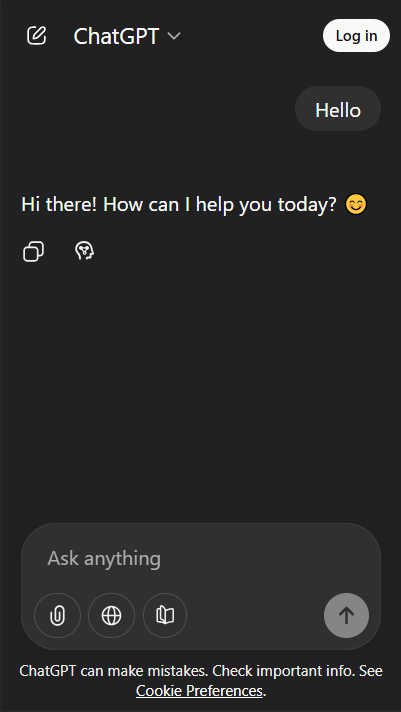 ChatGPT
Log in
Hello
Hi there! How can I help you today? 😊
Ask anything
ChatGPT can make mistakes. Check important info. See
Cookie Preferences.